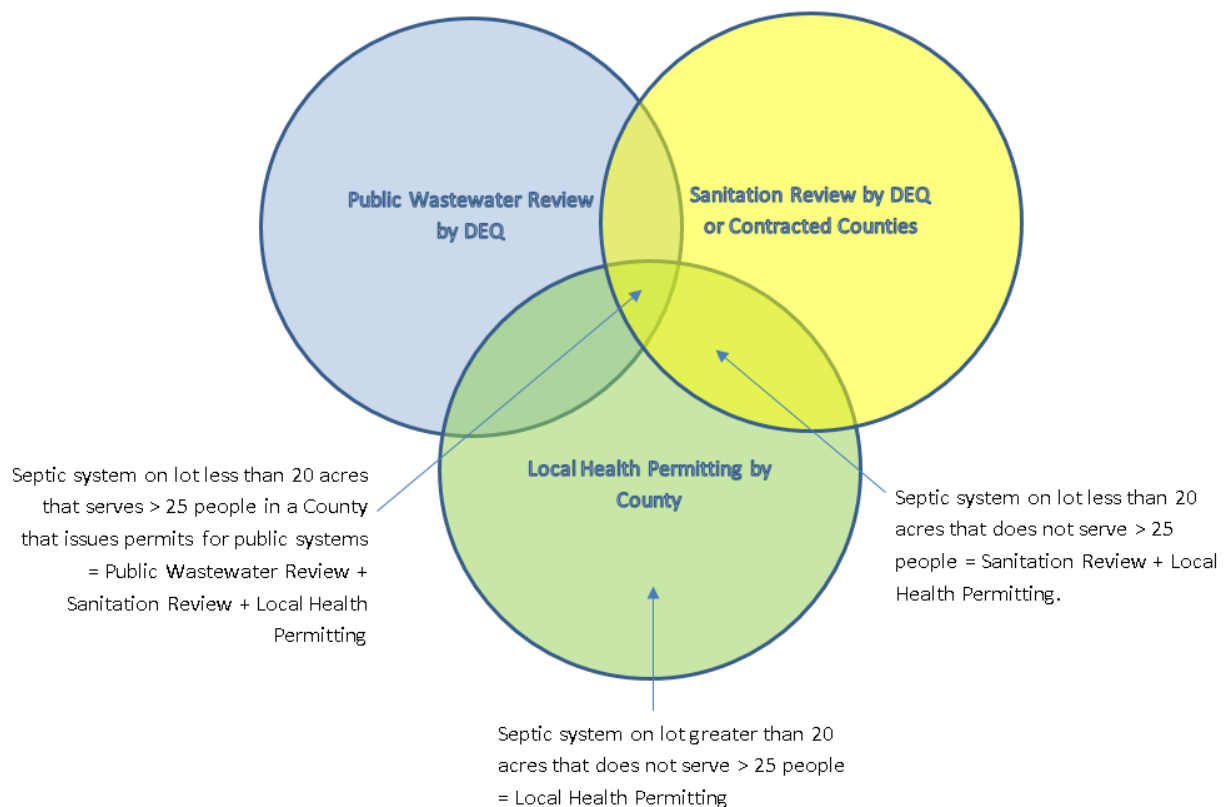 Public Wastewater Review
by DEQ
Sanitation Review by DEQ
or Contracted Counties
Local Health Permitting by
County
Septic system on lot less than 20 acres
that serves > 25 people in a County
that issues permits for public systems
= Public Wastewater Review +
Sanitation Review + Local Health
Permitting
Septic system on lot less than 20
acres that does not serve > 25
people = Sanitation Review + Local
Health Permitting.
Septic system on lot greater than 20
acres that does not serve > 25 people
= Local Health Permitting